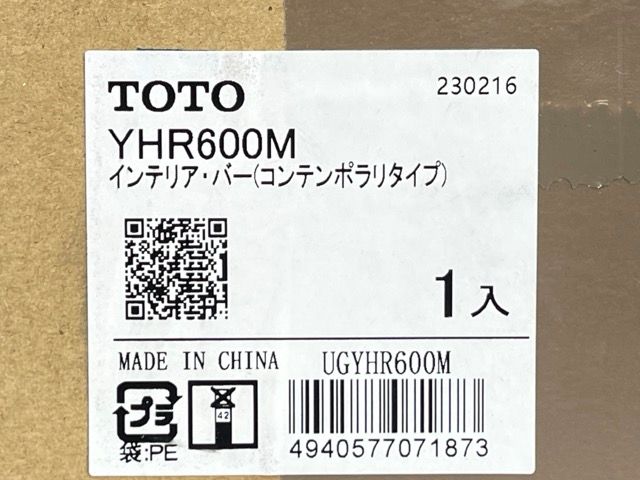 TOTO
230216
YHR600M
インテリア・バー(コンテンポラリタイプ)
1入
MADE IN CHINA
UGYHR600M
プラ
袋:PE
42
4940577071873